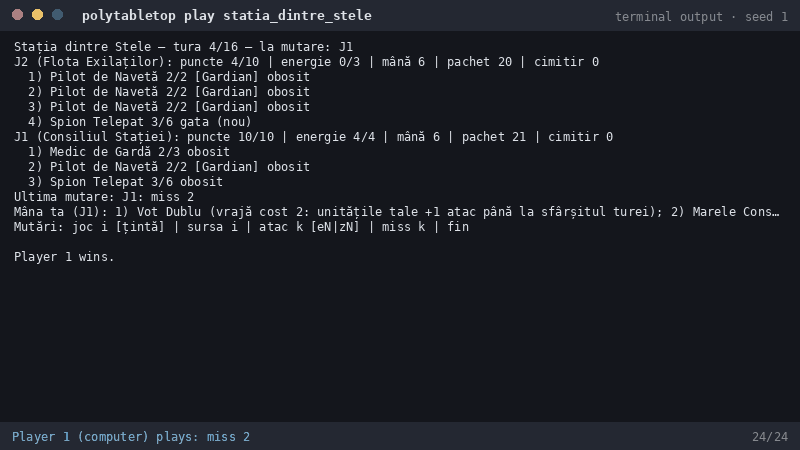 polytabletop play statia_dintre_stele
terminal output · seed 1
Stația dintre Stele — tura 4/16 — la mutare: J1
J2 (Flota Exilaților): puncte 4/10 | energie 0/3 | mână 6 | pachet 20 | cimitir 0
1) Pilot de Navetă 2/2 [Gardian] obosit
2) Pilot de Navetă 2/2 [Gardian] obosit
3) Pilot de Navetă 2/2 [Gardian] obosit
4) Spion Telepat 3/6 gata (nou)
J1 (Consiliul Stației): puncte 10/10 | energie 4/4 | mână 6 | pachet 21 | cimitir 0
1) Medic de Gardă 2/3 obosit
2) Pilot de Navetă 2/2 [Gardian] obosit
3) Spion Telepat 3/6 obosit
Ultima mutare: J1: miss 2
Mâna ta (J1): 1) Vot Dublu (vrajă cost 2: unitățile tale +1 atac până la sfârșitul turei); 2) Marele Cons…
Mutări: joc i [țintă] | sursa i | atac k [eN|zN] | miss k | fin
Player 1 wins.
Player 1 (computer) plays: miss 2
24/24